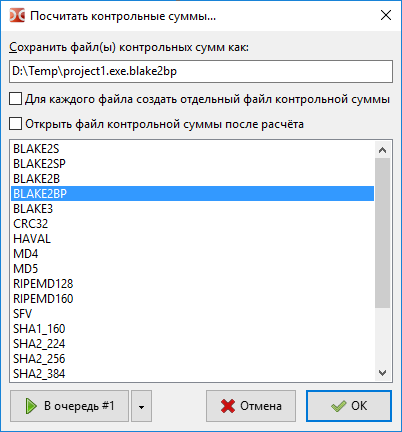 Посчитать контрольные суммы...
Сохранить файл(ы) контрольных сумм как:
D:\Temp\project1.exe.blake2bp
Для каждого файла создать отдельный файл контрольной суммы
Открыть файл контрольной суммы после расчёта
BLAKE2S
BLAKE2SP
BLAKE2B
BLAKE2BP
BLAKE3
CRC32
HAVAL
MD4
MD5
RIPEMD128
RIPEMD160
SFV
SHA1_160
SHA2_224
SHA2_256
SHA2_384
В очередь #1
Отмена
OK